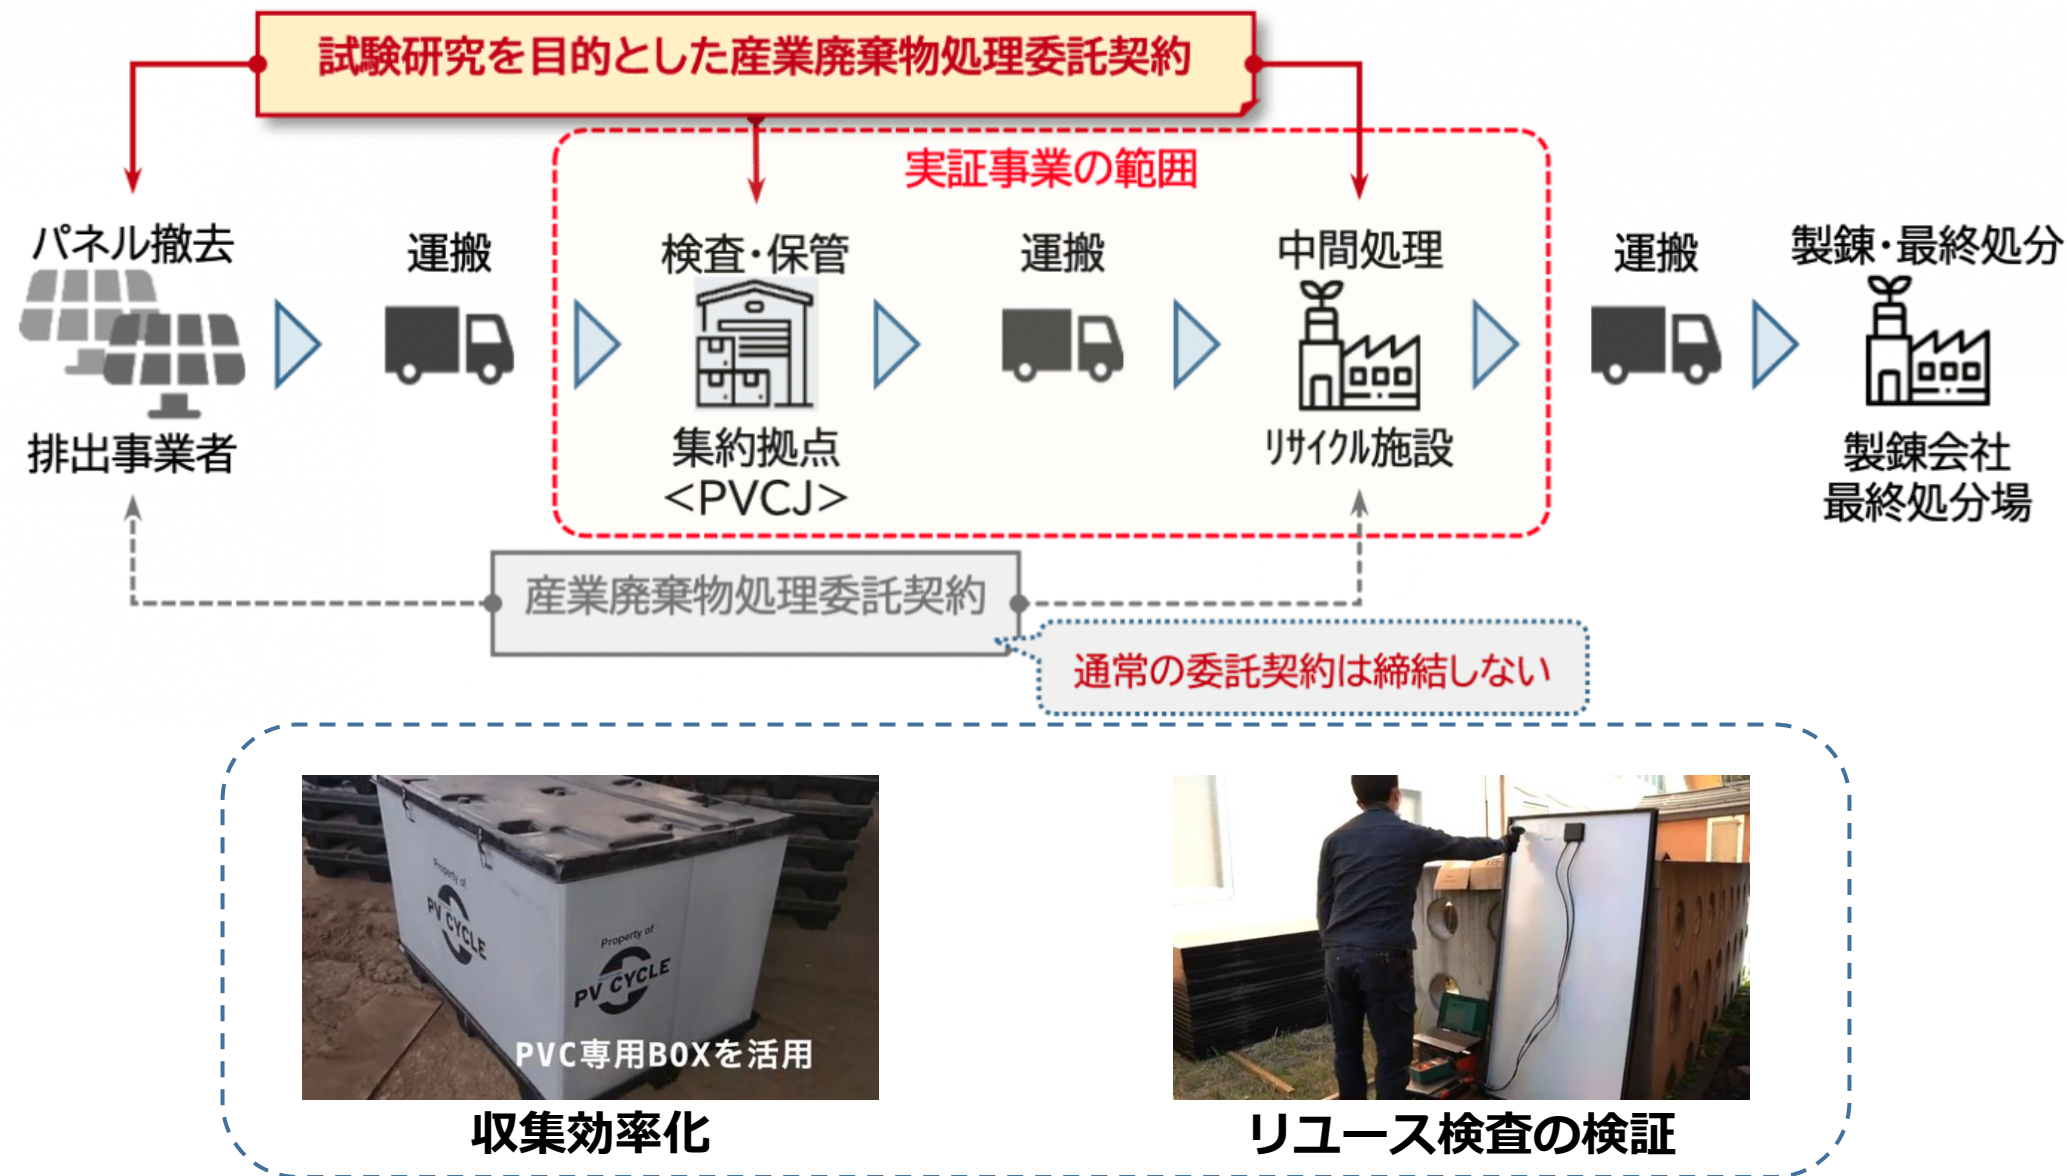 試験研究を目的とした産業廃棄物処理委託契約
実証事業の範囲
パネル撤去
運搬
検査・保管
運搬
中間処理
運搬
製錬・最終処分
排出事業者
集約拠点
<PVCJ>
ﾘｻｲｸﾙ施設
製錬会社
最終処分場
産業廃棄物処理委託契約
通常の委託契約は締結しない
Property of
PV CYCLE
Property of
PV CYCLE
PVC専用BOXを活用
収集効率化
リユース検査の検証